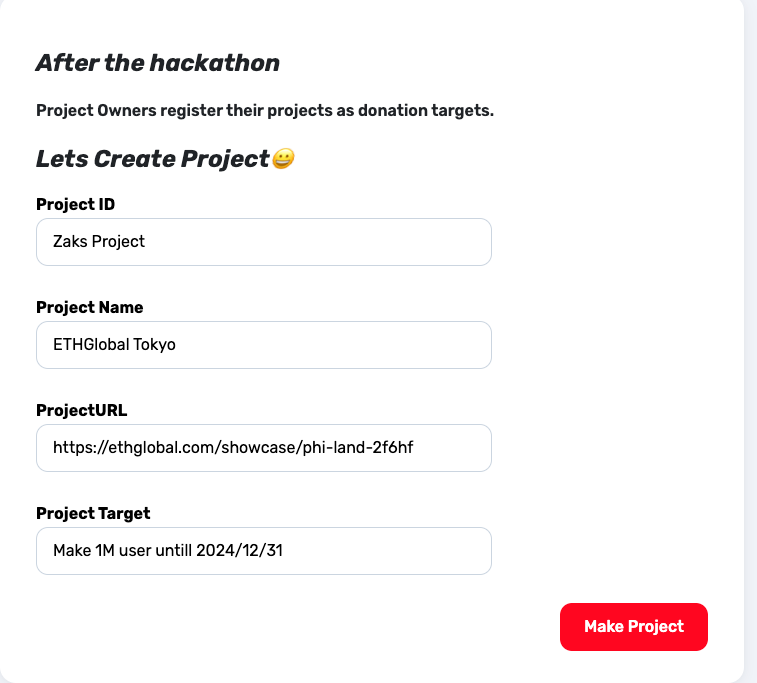 After the hackathon
Project Owners register their projects as donation targets.
Lets Create Project😀
Project ID
Zaks Project
Project Name
ETHGlobal Tokyo
ProjectURL
https://ethglobal.com/showcase/phi-land-2f6hf
Project Target
Make 1M user untill 2024/12/31
Make Project